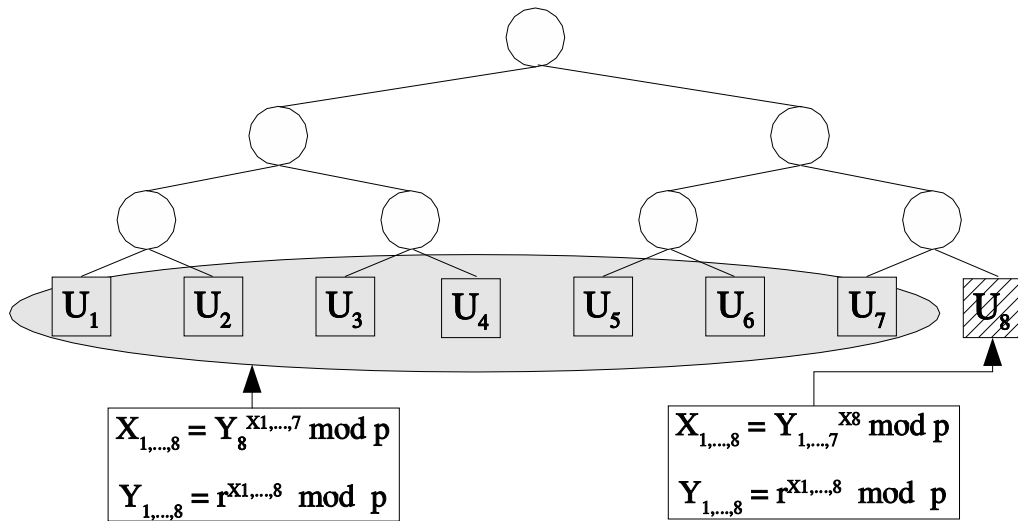 U₁ U₂ U₃ U₄ U₅ U₆ U₇ U₈
X₁,...,₈ = Y₈^X1,...,7 mod p
Y₁,...,₈ = r^X1,...,8 mod p
X₁,...,₈ = Y₁,...,₇^X8 mod p
Y₁,...,₈ = r^X1,...,8 mod p